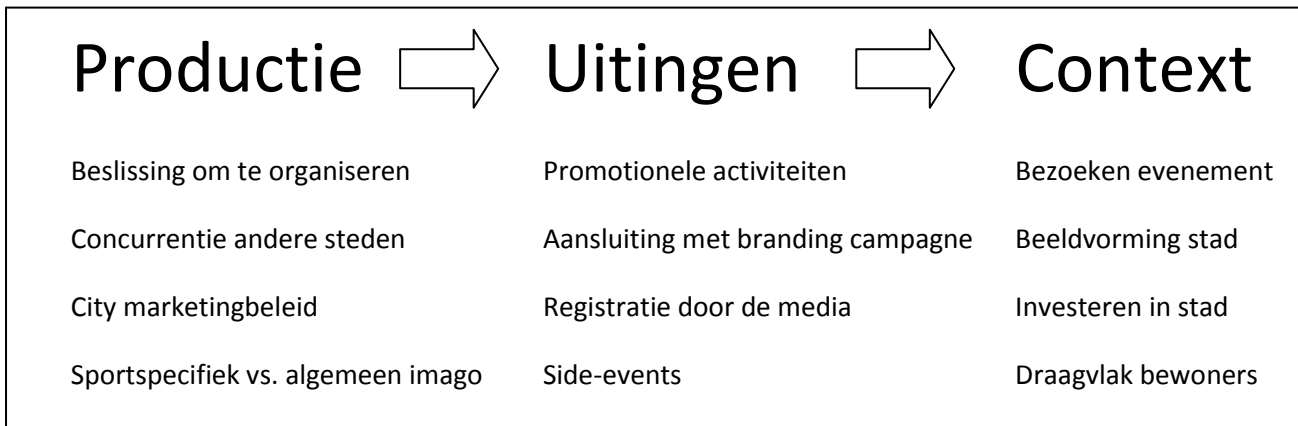 Productie Uitingen Context
Beslissing om te organiseren Promotionele activiteiten Bezoeken evenement
Concurrentie andere steden Aansluiting met branding campagne Beeldvorming stad
City marketingbeleid Registratie door de media Investeren in stad
Sportspecifiek vs. algemeen imago Side-events Draagvlak bewoners